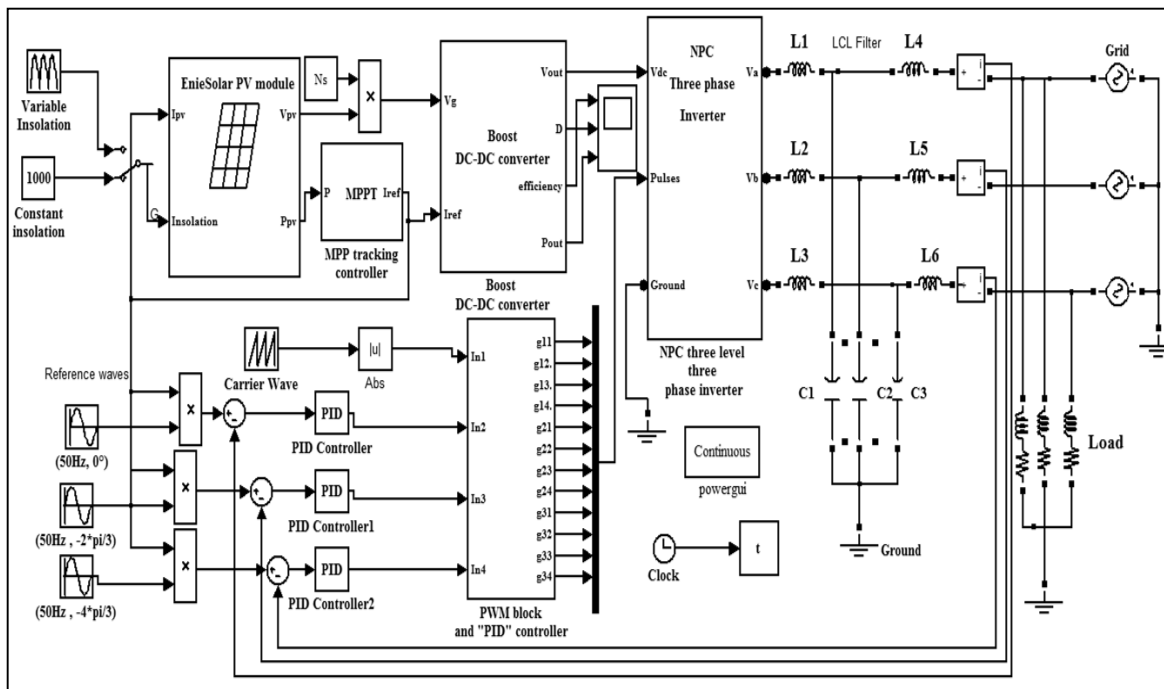 Variable
Insolation
1000
Constant
insolation
G
EnieSolar PV module
Ipv
Vpv
Insolation
Ppv
Ns
×
P
MPPT
Iref
MPP tracking
controller
Vg
Vout
Boost
DC-DC converter
D
efficiency
Iref
Pout
Boost
DC-DC converter
NPC
Three phase
Inverter
Vdc
Va
Pulses
Vb
Ground
Vc
NPC three level
three
phase inverter
L1
LCL Filter
L4
L2
L5
L3
L6
i
+
-
i
+
-
i
+
-
Grid
C1
C2
C3
Ground
Load
Continuous
powergui
Clock
t
Carrier Wave
|u|
Abs
Reference waves
(50Hz, 0°)
(50Hz , -2*pi/3)
(50Hz , -4*pi/3)
×
×
×
+
-
+
-
+
-
PID
PID Controller
PID
PID Controller1
PID
PID Controller2
In1
In2
In3
In4
g11
g12.
g13.
g14.
g21
g22
g23
g24
g31
g32
g33
g34
PWM block
and "PID" controller